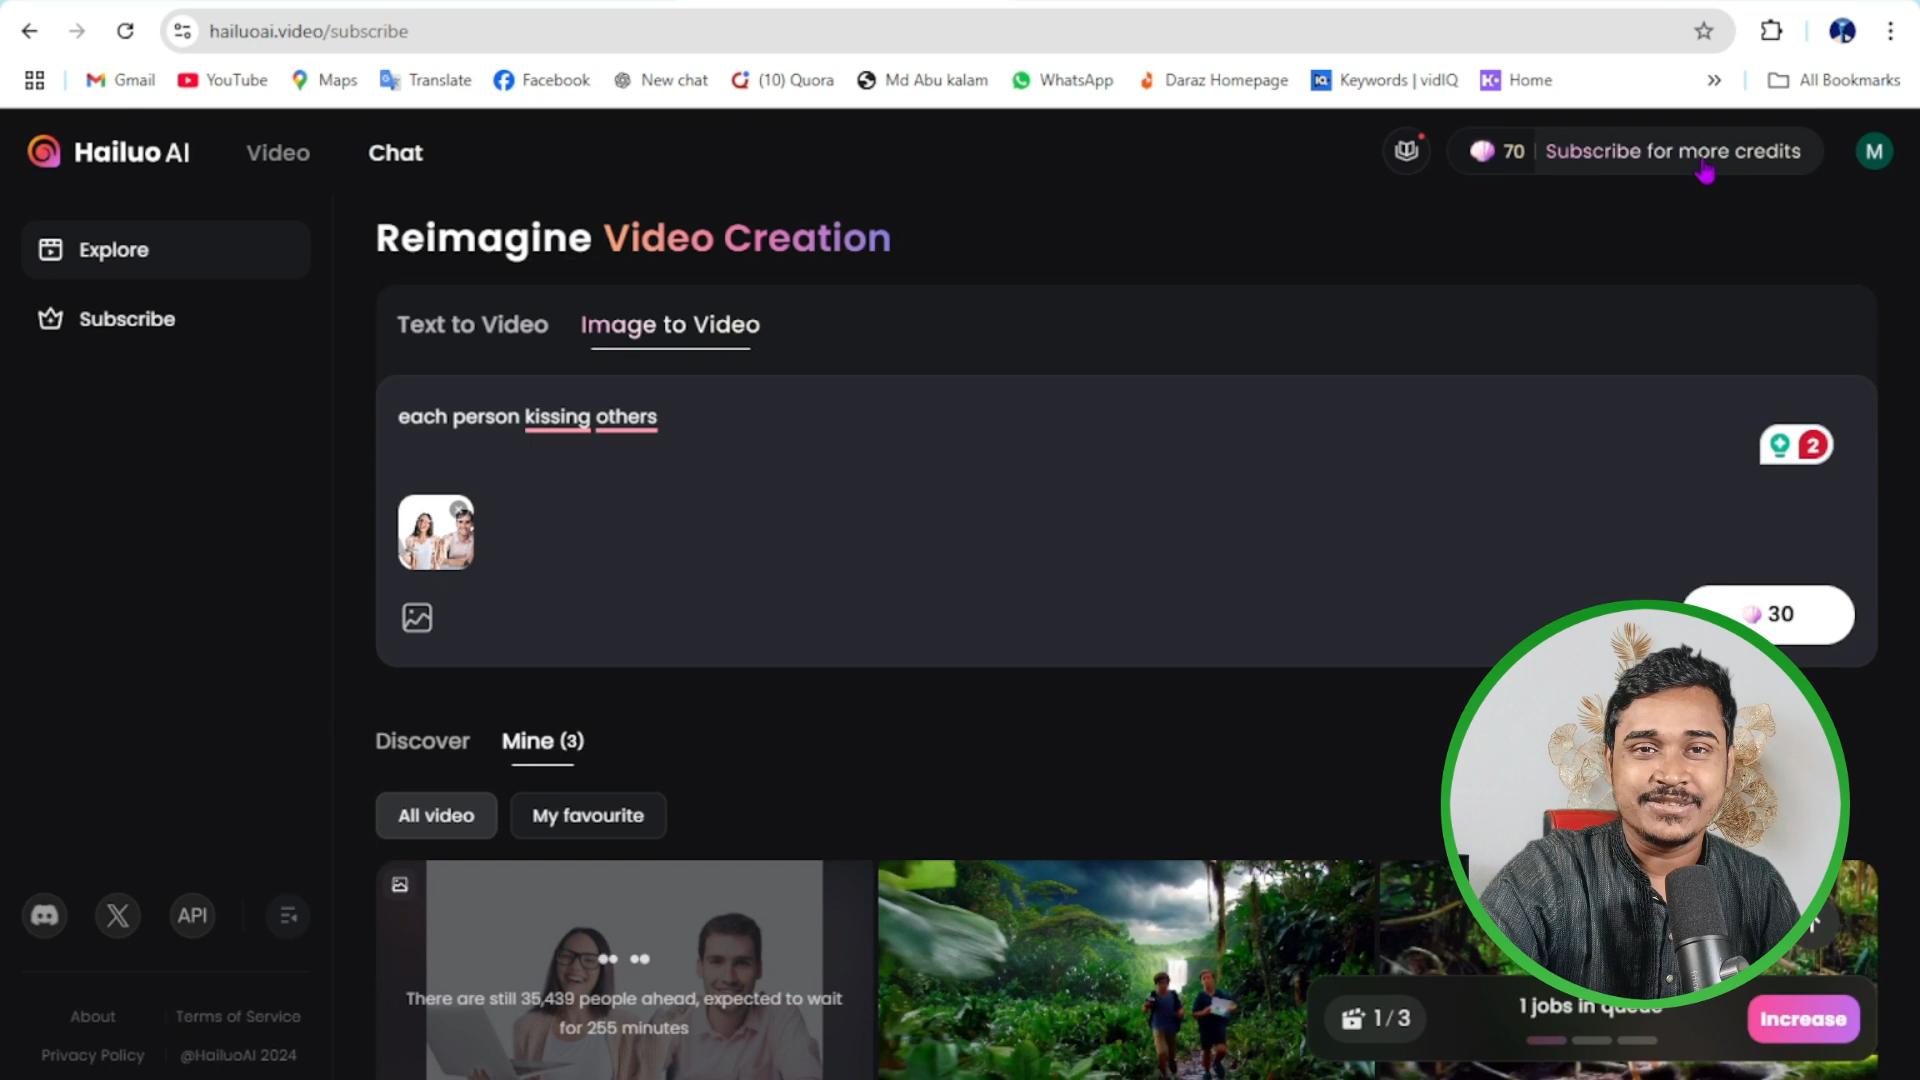 hailuoai.video/subscribe
Gmail
YouTube
Maps
Translate
Facebook
New chat
(10) Quora
Md Abu kalam
WhatsApp
Daraz Homepage
Keywords | vidIQ
Home
All Bookmarks
Hailuo AI
Video
Chat
70
Subscribe for more credits
M
Explore
Subscribe
Reimagine Video Creation
Text to Video
Image to Video
each person kissing others
2
30
Discover
Mine (3)
All video
My favourite
There are still 35,439 people ahead, expected to wait
for 255 minutes
1 / 3
1 jobs in queue
Increase
API
About
Terms of Service
Privacy Policy
@HailuoAI 2024